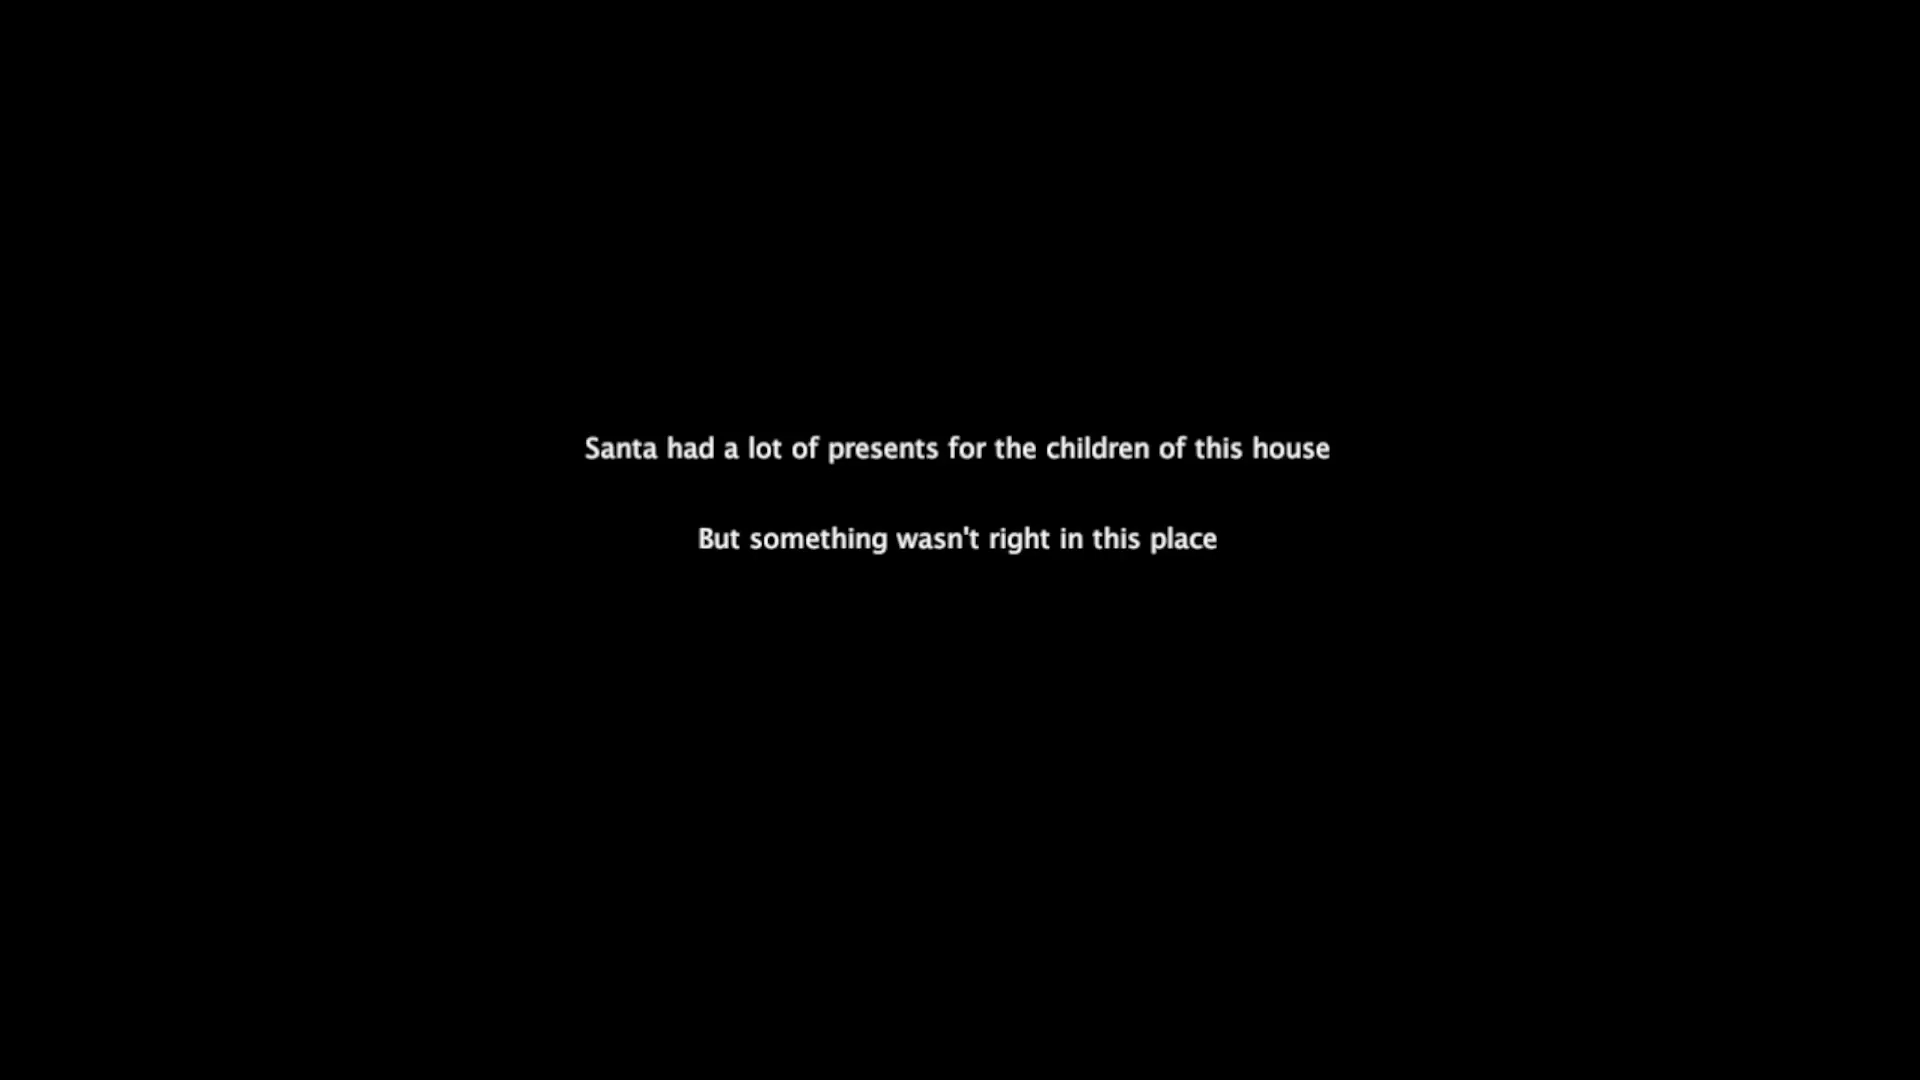 Santa had a lot of presents for the children of this house
But something wasn't right in this place